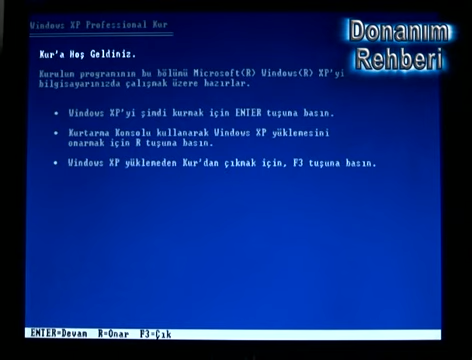 Windows XP Professional Kur
Donanım
Rehberi
Kur'a Hoş Geldiniz.
Kurulum programının bu bölümü Microsoft(R) Windows(R) XP'yi
bilgisayarınızda çalışmak üzere hazırlar.
• Windows XP'yi şimdi kurmak için ENTER tuşuna basın.
• Kurtarma Konsolu kullanarak Windows XP yüklemesini
onarmak için R tuşuna basın.
• Windows XP yüklemeden Kur'dan çıkmak için, F3 tuşuna basın.
ENTER=Devam R=Onar F3=Çık